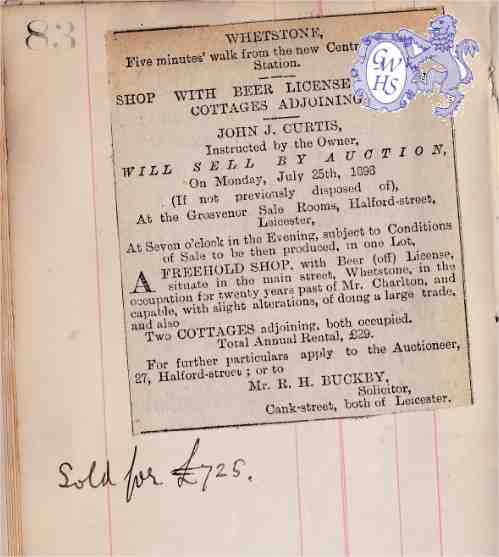 83
WHETSTONE,
Five minutes' walk from the new Centr
Station.
SHOP WITH BEER LICENSE
COTTAGES ADJOINING
JOHN J. CURTIS,
Instructed by the Owner,
WILL SELL BY AUCTION,
On Monday, July 25th, 1898
(If not previously disposed of),
At the Grosvenor Sale Rooms, Halford-street,
Leicester,
At Seven o'clock in the Evening, subject to Conditions
of Sale to be then produced, in one Lot,
A FREEHOLD SHOP, with Beer (off) License,
situate in the main street, Whetstone, in the
occupation for twenty years past of Mr. Charlton, and
capable, with slight alterations, of doing a large trade,
and also
Two COTTAGES adjoining, both occupied.
Total Annual Rental, £29.
For further particulars apply to the Auctioneer,
27, Halford-street; or to
Mr. R. H. BUCKBY,
Solicitor,
Cank-street, both of Leicester.
Sold for £725.
GWHS